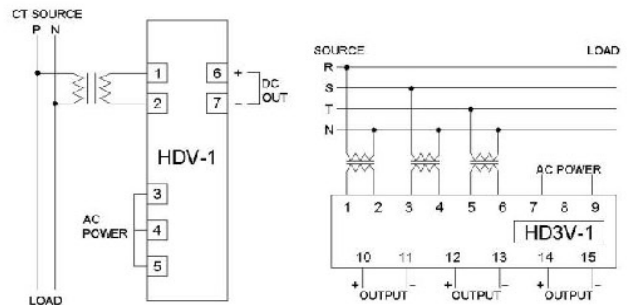 CT SOURCE
P N
1 6 + DC
2 7 – OUT
HDV-1
3
AC
POWER 4
5
LOAD
SOURCE LOAD
R
S
T
N
AC POWER
1 2 3 4 5 6 7 8 9
HD3V-1
10 11 12 13 14 15
+ – + – + –
OUTPUT OUTPUT OUTPUT